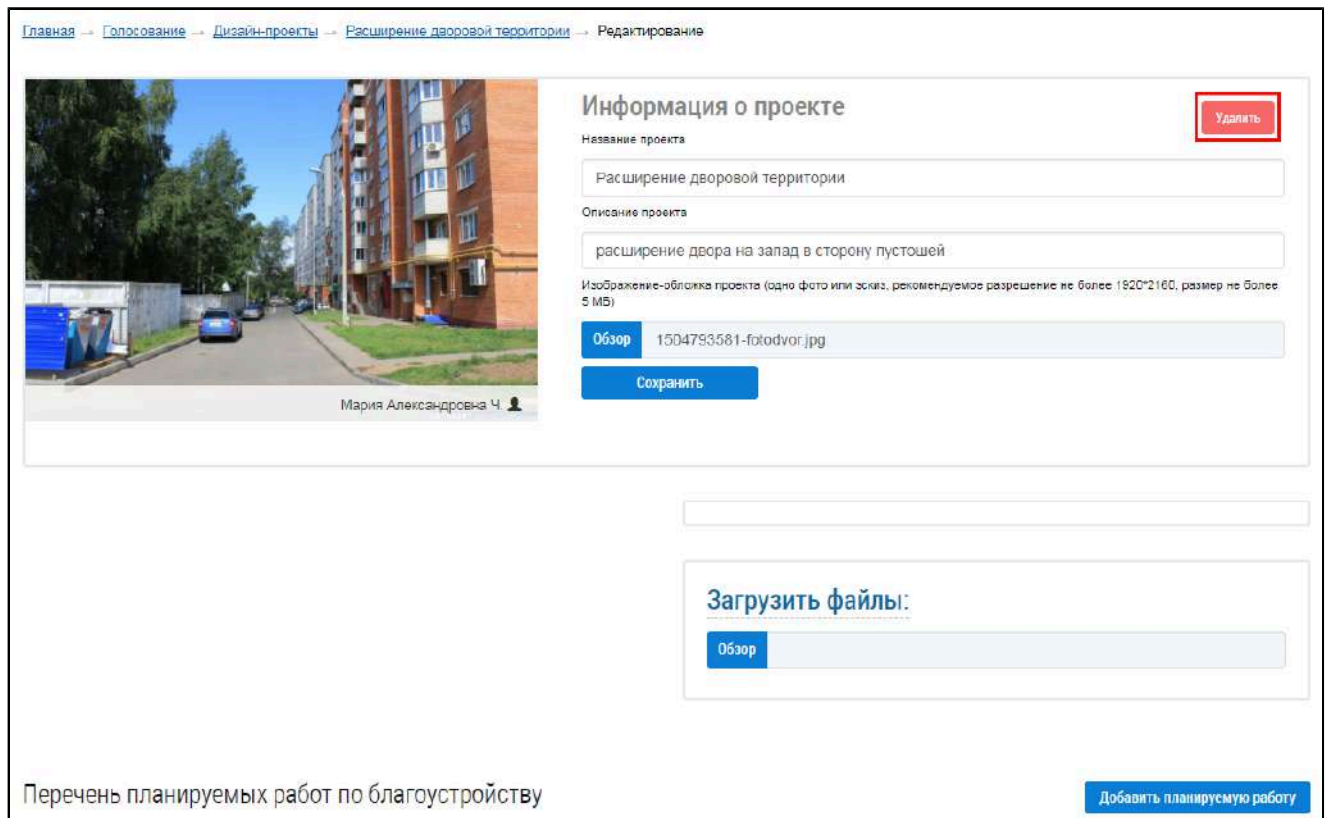 Главная → Голосование → Дизайн-проекты → Расширение дворовой территории → Редактирование
Информация о проекте
Удалить
Название проекта
Расширение дворовой территории
Описание проекта
расширение двора на запад в сторону пустошей
Изображение-обложка проекта (одно фото или эскиз, рекомендуемое разрешение не более 1920*2160, размер не более
5 МБ)
Обзор 1504793581-fotodvor.jpg
Сохранить
Мария Александровна Ч.
Загрузить файлы:
Обзор
Перечень планируемых работ по благоустройству
Добавить планируемую работу